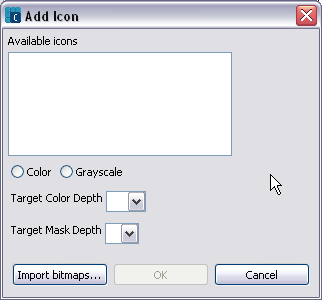 C Add Icon
Available icons
Color Grayscale
Target Color Depth
Target Mask Depth
Import bitmaps... OK Cancel